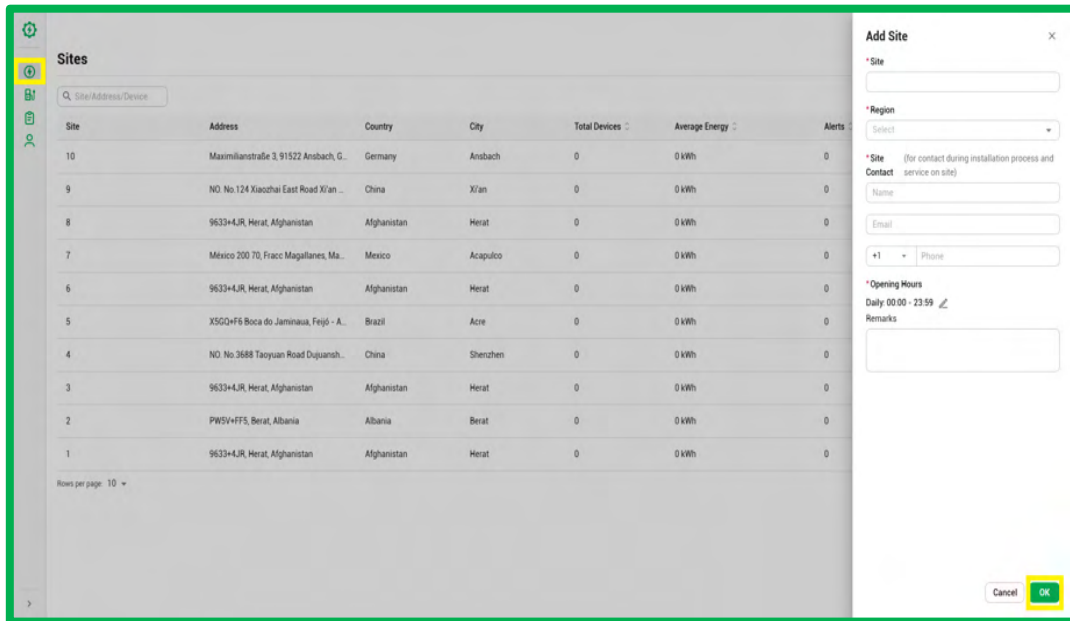 Sites
Site/Address/Device
Site Address Country City Total Devices Average Energy Alerts
10 Maximilianstraße 3, 91522 Ansbach, G... Germany Ansbach 0 0 kWh 0
9 NO. No.124 Xiaozhai East Road Xi'an ... China Xi'an 0 0 kWh 0
8 9633+4JR, Herat, Afghanistan Afghanistan Herat 0 0 kWh 0
7 México 200 70, Fracc Magallanes, Ma... Mexico Acapulco 0 0 kWh 0
6 9633+4JR, Herat, Afghanistan Afghanistan Herat 0 0 kWh 0
5 X5GQ+F6 Boca do Jaminaua, Feijó - A... Brazil Acre 0 0 kWh 0
4 NO. No.3688 Taoyuan Road Dujuansh... China Shenzhen 0 0 kWh 0
3 9633+4JR, Herat, Afghanistan Afghanistan Herat 0 0 kWh 0
2 PW5V+FF5, Berat, Albania Albania Berat 0 0 kWh 0
1 9633+4JR, Herat, Afghanistan Afghanistan Herat 0 0 kWh 0
Rows per page: 10
Add Site
* Site
* Region
Select
* Site Contact (for contact during installation process and service on site)
Name
Email
+1 Phone
* Opening Hours
Daily: 00:00 - 23:59
Remarks
Cancel OK